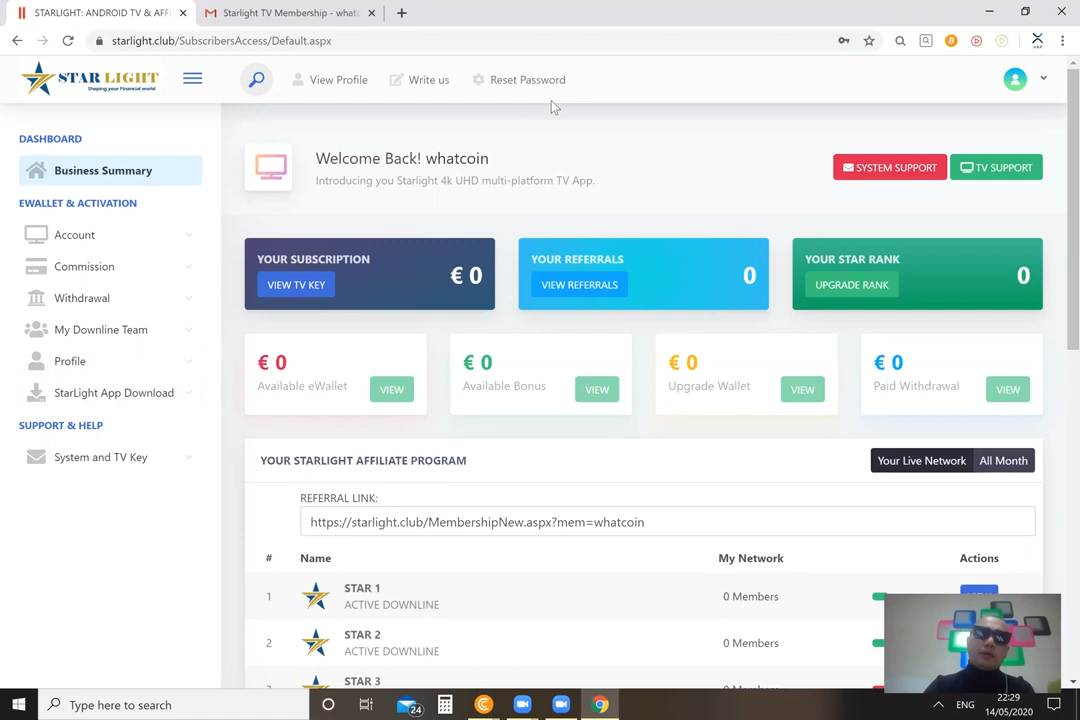 STARLIGHT: ANDROID TV & AFFI
Starlight TV Membership - whatc
starlight.club/SubscribersAccess/Default.aspx
STAR LIGHT
Shaping your Financial world
View Profile
Write us
Reset Password
DASHBOARD
Business Summary
EWALLET & ACTIVATION
Account
Commission
Withdrawal
My Downline Team
Profile
StarLight App Download
SUPPORT & HELP
System and TV Key
Welcome Back! whatcoin
Introducing you Starlight 4k UHD multi-platform TV App.
SYSTEM SUPPORT
TV SUPPORT
YOUR SUBSCRIPTION
VIEW TV KEY
€ 0
YOUR REFERRALS
VIEW REFERRALS
0
YOUR STAR RANK
UPGRADE RANK
0
€ 0
Available eWallet
VIEW
€ 0
Available Bonus
VIEW
€ 0
Upgrade Wallet
VIEW
€ 0
Paid Withdrawal
VIEW
YOUR STARLIGHT AFFILIATE PROGRAM
Your Live Network
All Month
REFERRAL LINK:
https://starlight.club/MembershipNew.aspx?mem=whatcoin
# Name My Network Actions
1 STAR 1
ACTIVE DOWNLINE
0 Members
2 STAR 2
ACTIVE DOWNLINE
0 Members
STAR 3
Type here to search
24
ENG
22:29
14/05/2020